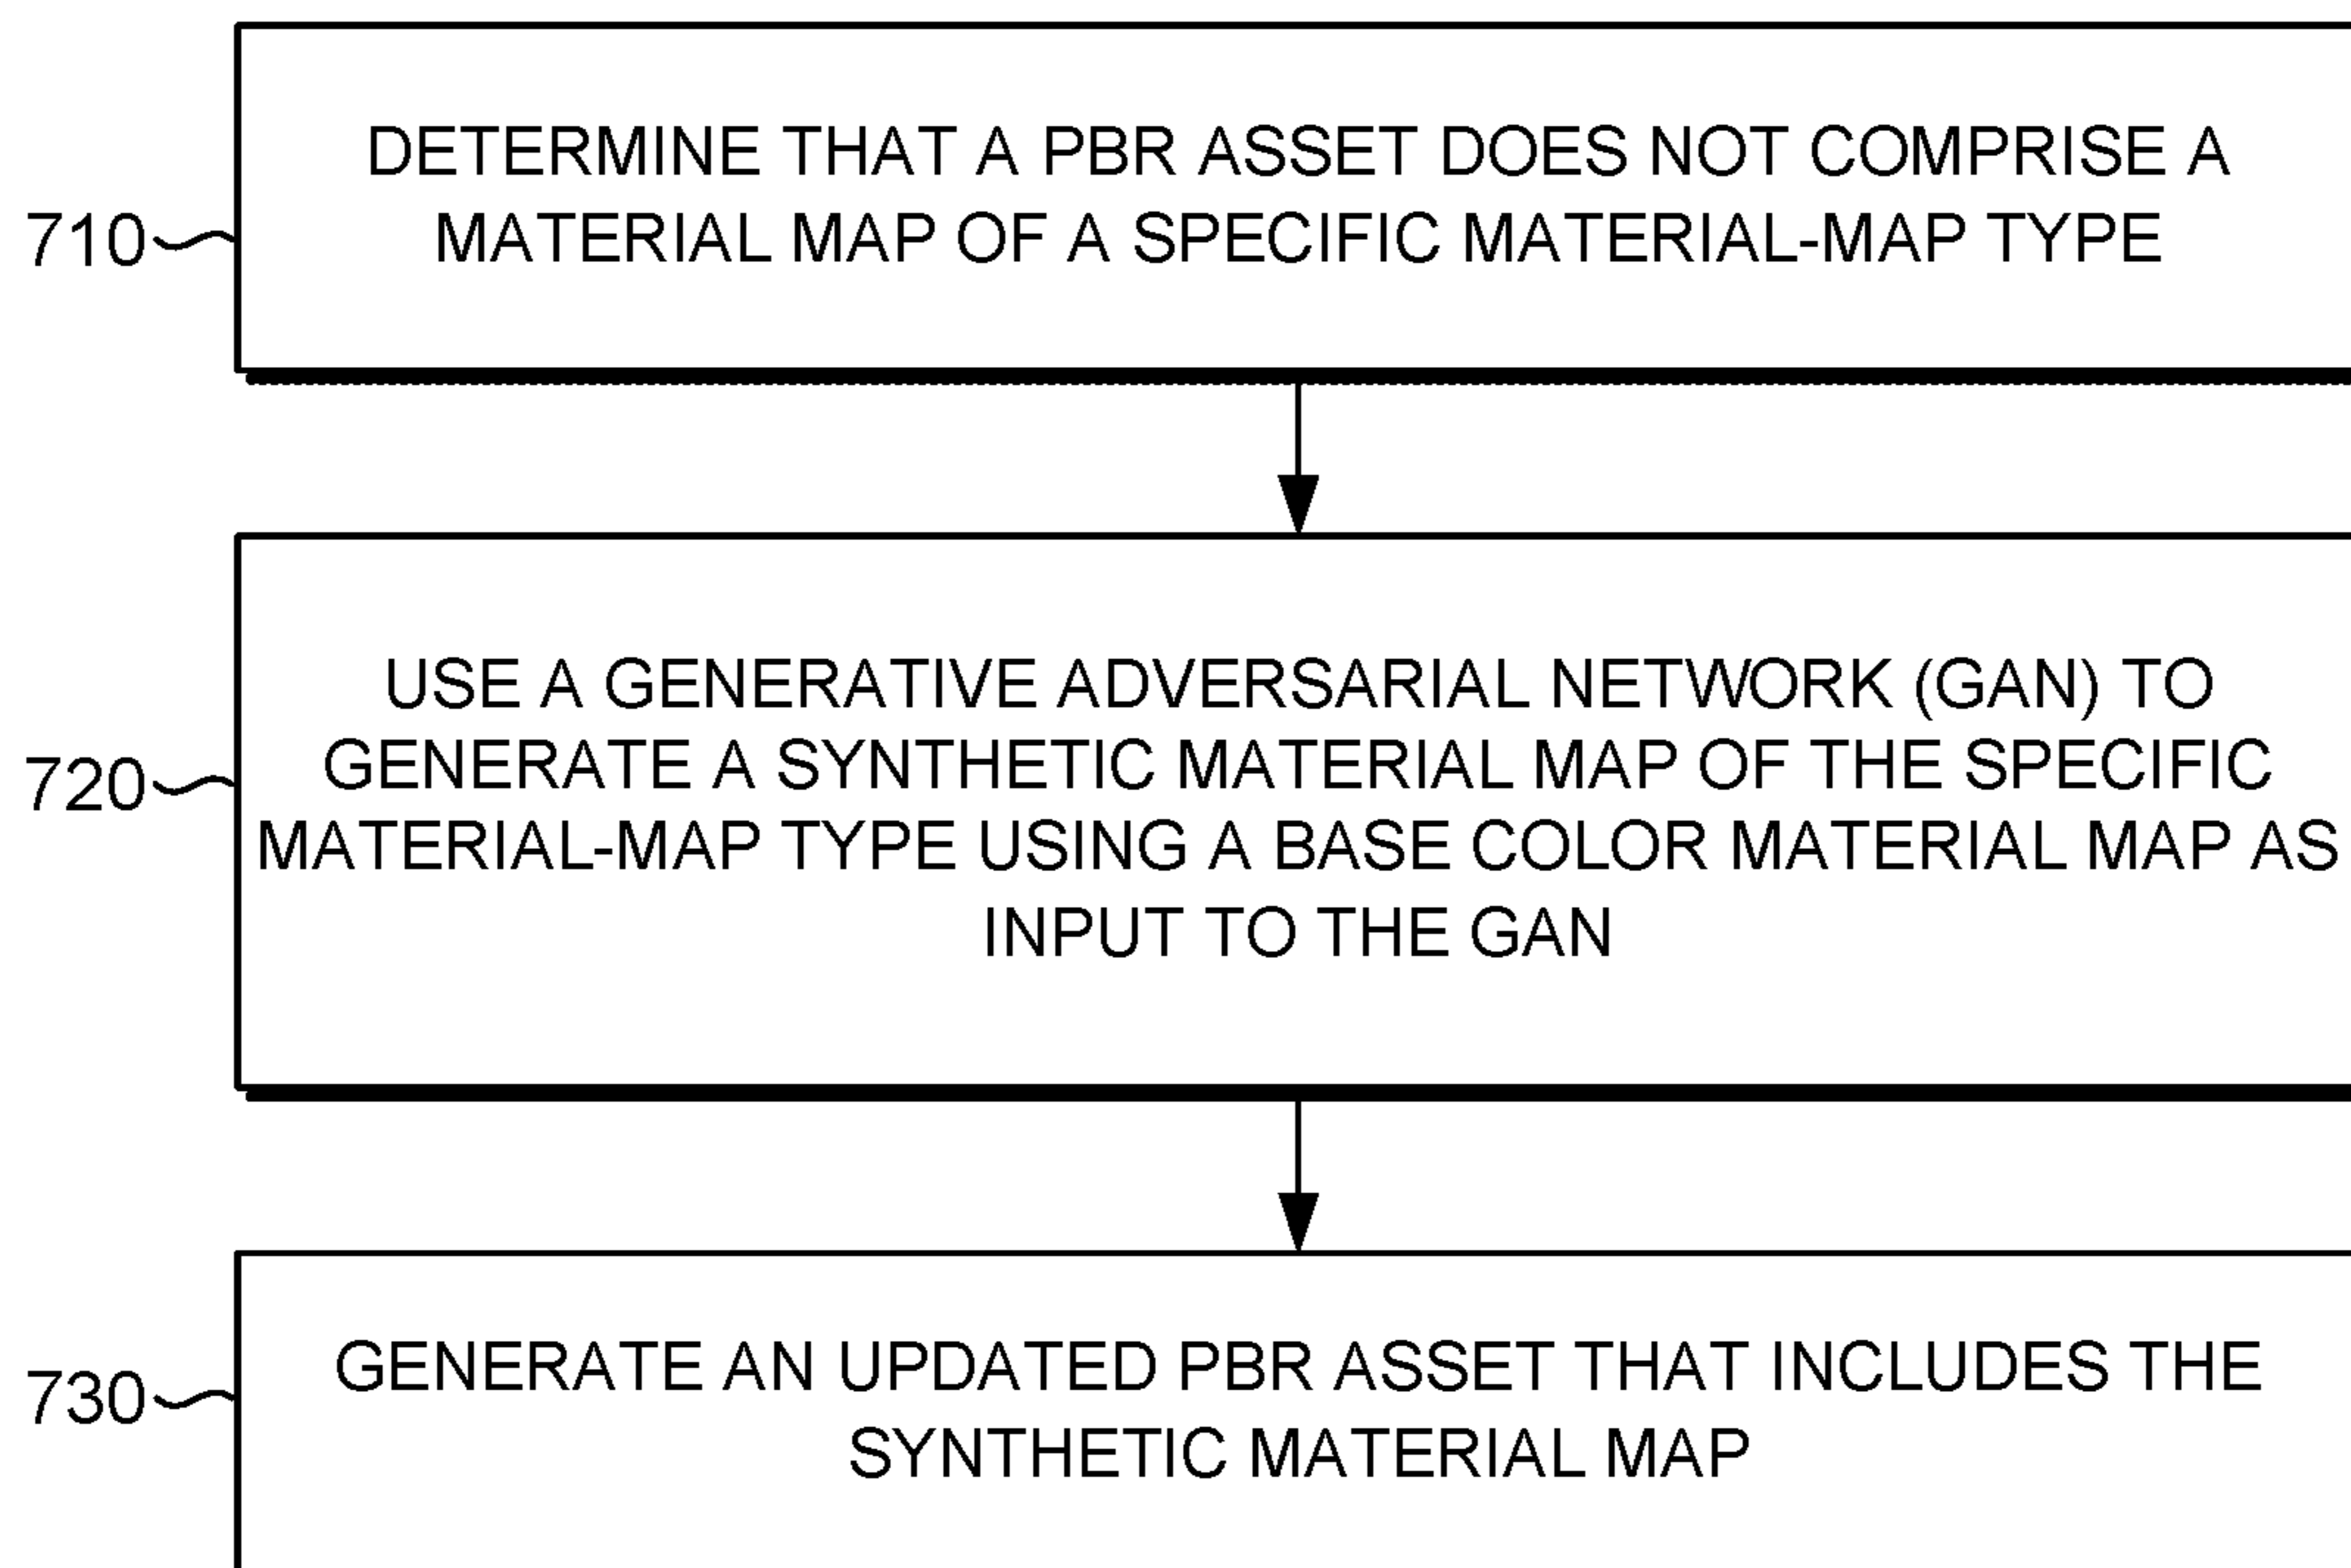 DETERMINE THAT A PBR ASSET DOES NOT COMPRISE A
710 MATERIAL MAP OF A SPECIFIC MATERIAL-MAP TYPE
USE A GENERATIVE ADVERSARIAL NETWORK (GAN) TO
720 GENERATE A SYNTHETIC MATERIAL MAP OF THE SPECIFIC
MATERIAL-MAP TYPE USING A BASE COLOR MATERIAL MAP AS
INPUT TO THE GAN
730 GENERATE AN UPDATED PBR ASSET THAT INCLUDES THE
SYNTHETIC MATERIAL MAP